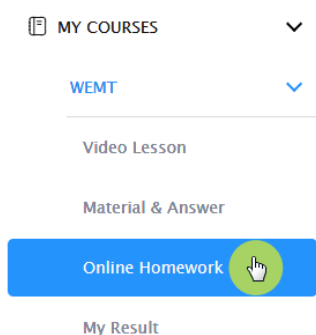 MY COURSES
WEMT
Video Lesson
Material & Answer
Online Homework
My Result